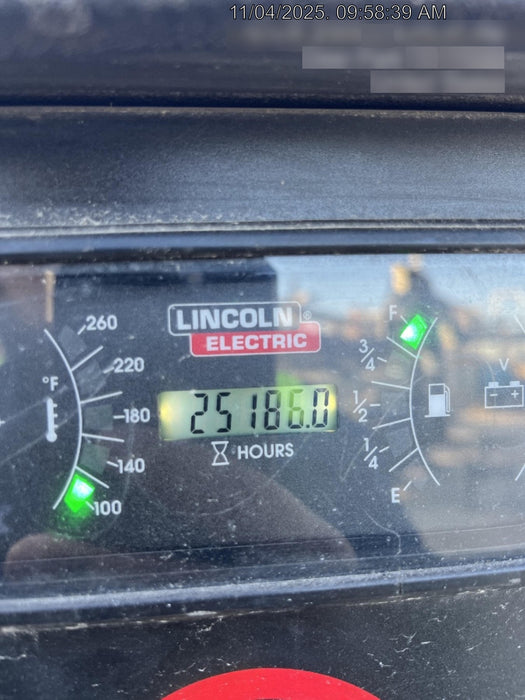 11/04/2025. 09:58:39 AM
LINCOLN®
ELECTRIC
25186.0
HOURS
°F
260
220
180
140
100
F
3/4
1/2
1/4
E
V
- +